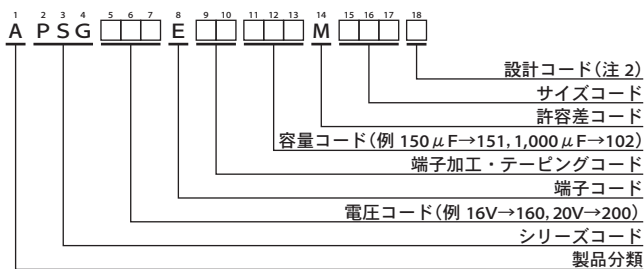 1 2 3 4 5 6 7 8 9 10 11 12 13 14 15 16 17 18
A PSG □□□ E □□ □□□ M □□□ □
設計コード(注 2)
サイズコード
許容差コード
容量コード(例 150μF→151, 1,000μF→102)
端子加工・テーピングコード
端子コード
電圧コード(例 16V→160, 20V→200)
シリーズコード
製品分類